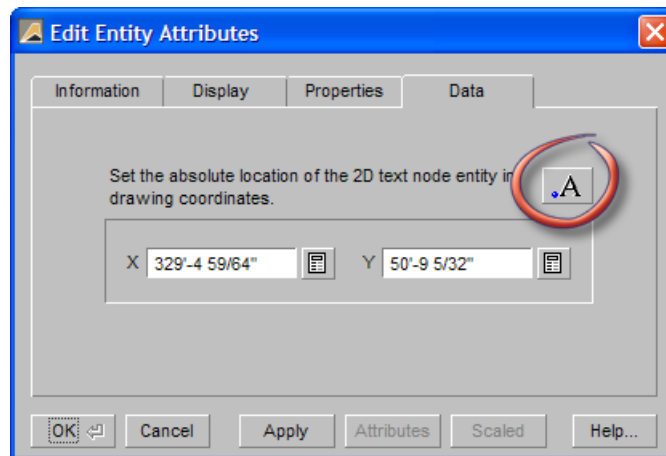 Edit Entity Attributes
Information Display Properties Data
Set the absolute location of the 2D text node entity in
drawing coordinates.
.A
X 329'-4 59/64" Y 50'-9 5/32"
OK Cancel Apply Attributes Scaled Help...